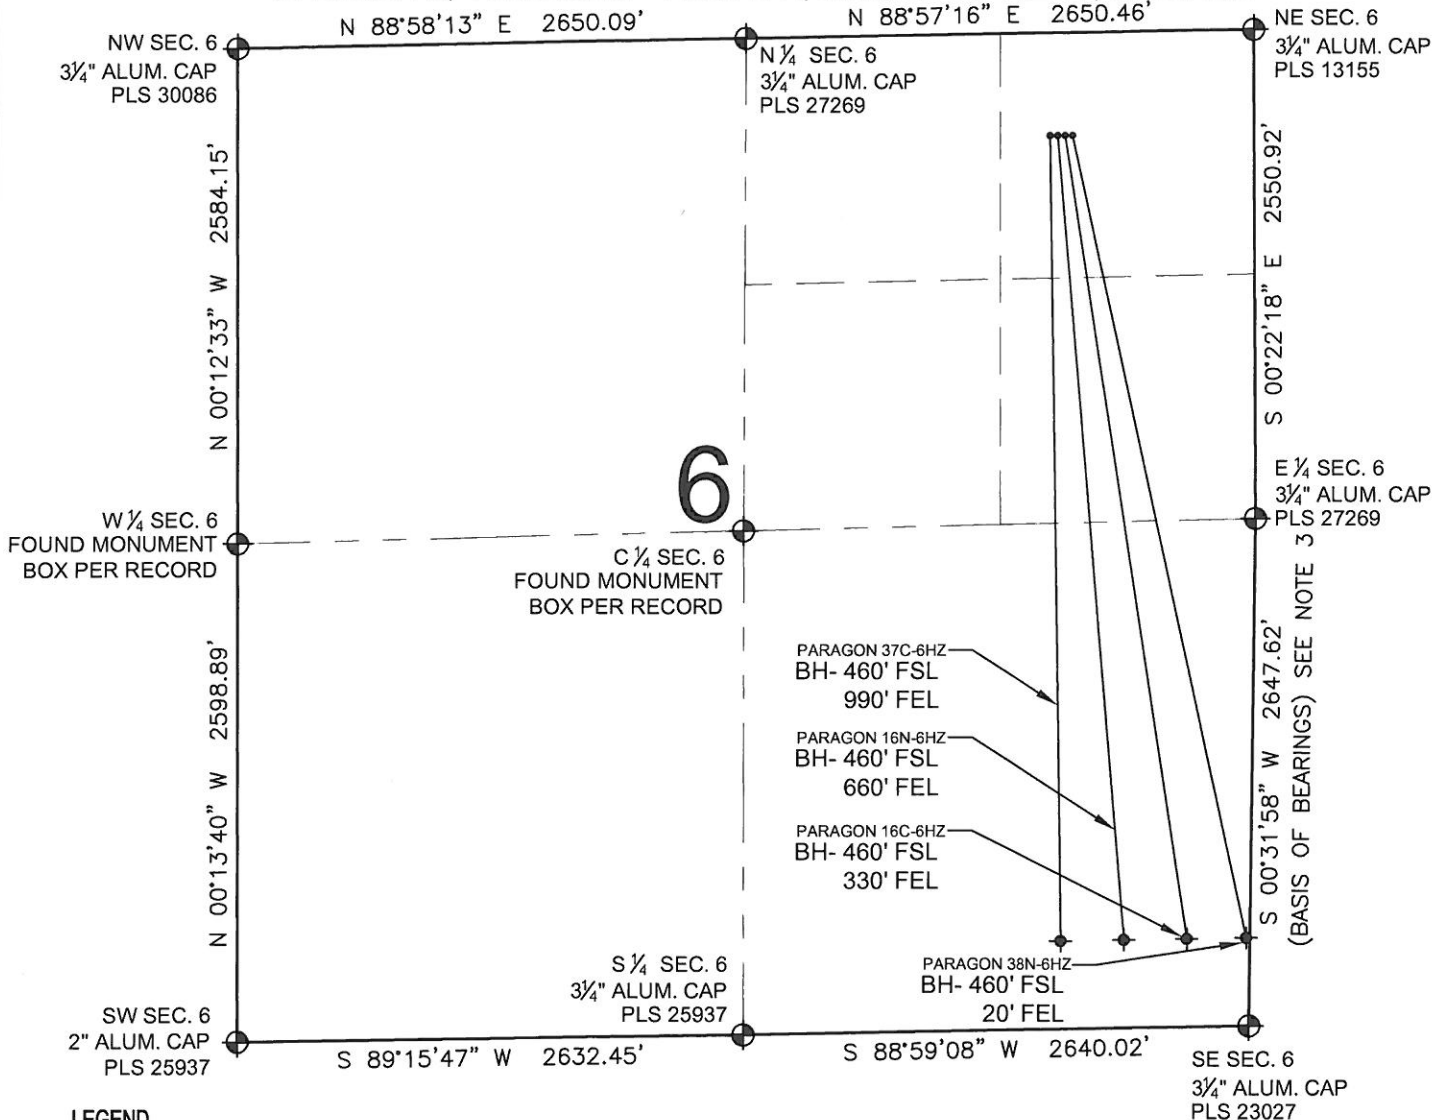 N 88°58'13" E 2650.09'
N 88°57'16" E 2650.46'
NW SEC. 6
3¼" ALUM. CAP
PLS 30086
N ¼ SEC. 6
3¼" ALUM. CAP
PLS 27269
NE SEC. 6
3¼" ALUM. CAP
PLS 13155
N 00°12'33" W 2584.15'
S 00°22'18" E 2550.92'
6
W ¼ SEC. 6
FOUND MONUMENT
BOX PER RECORD
C ¼ SEC. 6
FOUND MONUMENT
BOX PER RECORD
E ¼ SEC. 6
3¼" ALUM. CAP
PLS 27269
N 00°13'40" W 2598.89'
S 00°31'58" W 2647.62'
(BASIS OF BEARINGS) SEE NOTE 3
PARAGON 37C-6HZ
BH- 460' FSL
990' FEL
PARAGON 16N-6HZ
BH- 460' FSL
660' FEL
PARAGON 16C-6HZ
BH- 460' FSL
330' FEL
PARAGON 38N-6HZ
BH- 460' FSL
20' FEL
S ¼ SEC. 6
3¼" ALUM. CAP
PLS 25937
SW SEC. 6
2" ALUM. CAP
PLS 25937
S 89°15'47" W 2632.45'
S 88°59'08" W 2640.02'
SE SEC. 6
3¼" ALUM. CAP
PLS 23027
LEGEND